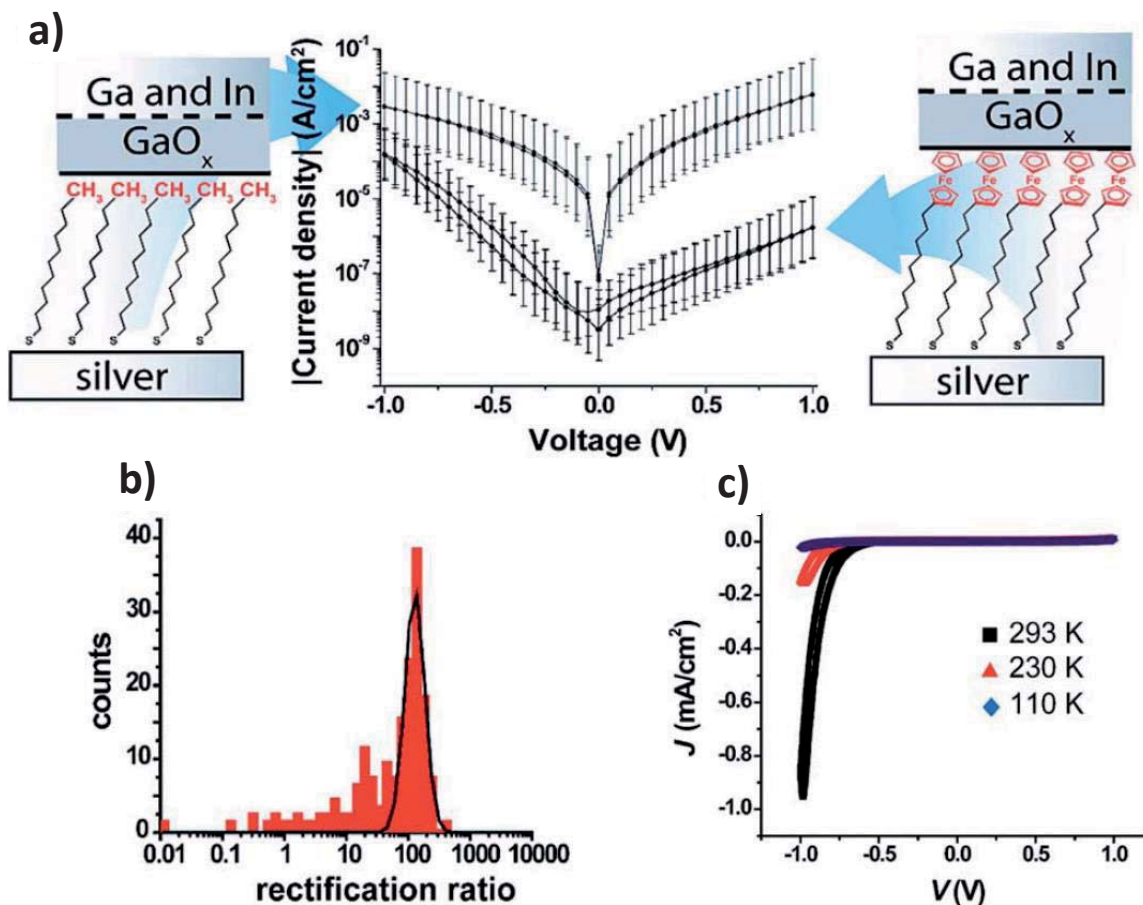 a)
Ga and In
GaOx
CH3 CH3 CH3 CH3 CH3
s s s s s
silver
|Current density| (A/cm²)
10⁻¹
10⁻³
10⁻⁵
10⁻⁷
10⁻⁹
-1.0 -0.5 0.0 0.5 1.0
Voltage (V)
Ga and In
GaOx
Fe Fe Fe Fe Fe
s s s s s
silver
b)
counts
40
30
20
10
0
0.01 0.1 1 10 100 1000 10000
rectification ratio
c)
J (mA/cm²)
0.0
-0.2
-0.4
-0.6
-0.8
-1.0
293 K
230 K
110 K
-1.0 -0.5 0.0 0.5 1.0
V (V)